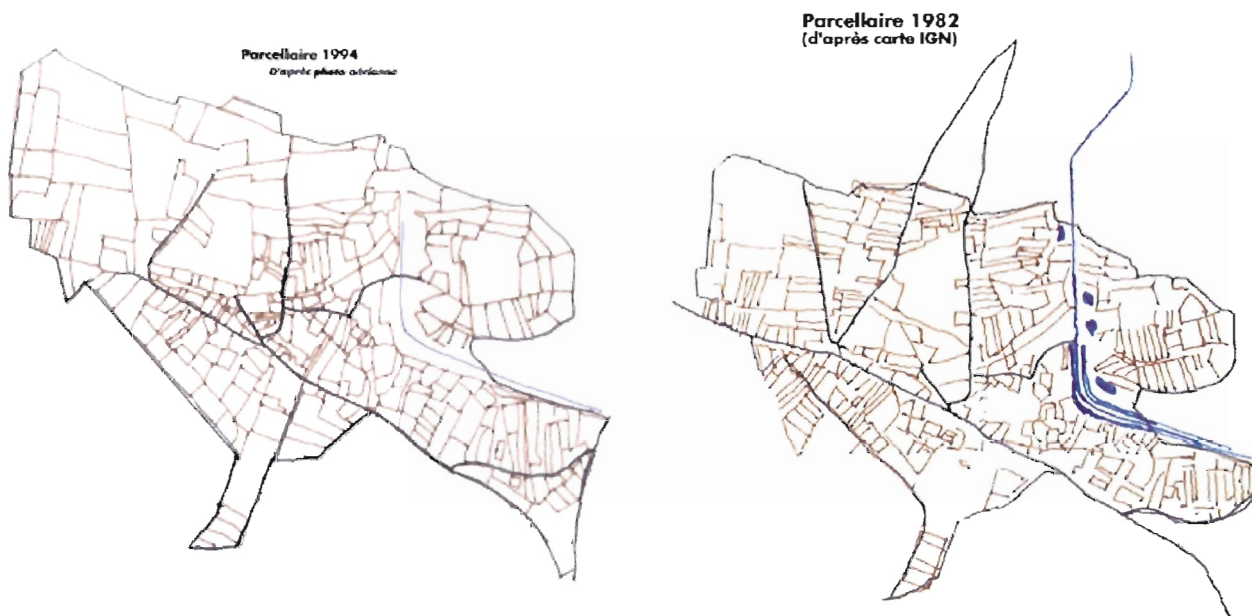 Parcellaire 1994
D'après photo aérienne
Parcellaire 1982
(d'après carte IGN)